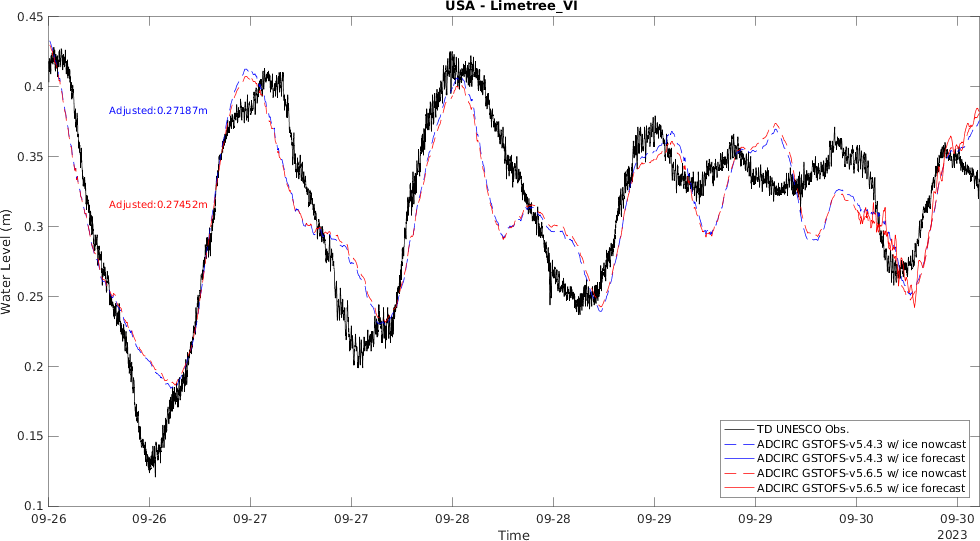 USA - Limetree_VI
0.45
0.4
0.35
0.3
0.25
0.2
0.15
0.1
Water Level (m)
Adjusted:0.27187m
Adjusted:0.27452m
TD UNESCO Obs.
ADCIRC GSTOFS-v5.4.3 w/ ice nowcast
ADCIRC GSTOFS-v5.4.3 w/ ice forecast
ADCIRC GSTOFS-v5.6.5 w/ ice nowcast
ADCIRC GSTOFS-v5.6.5 w/ ice forecast
09-26 09-26 09-27 09-27 09-28 09-28 09-29 09-29 09-30 09-30
2023
Time